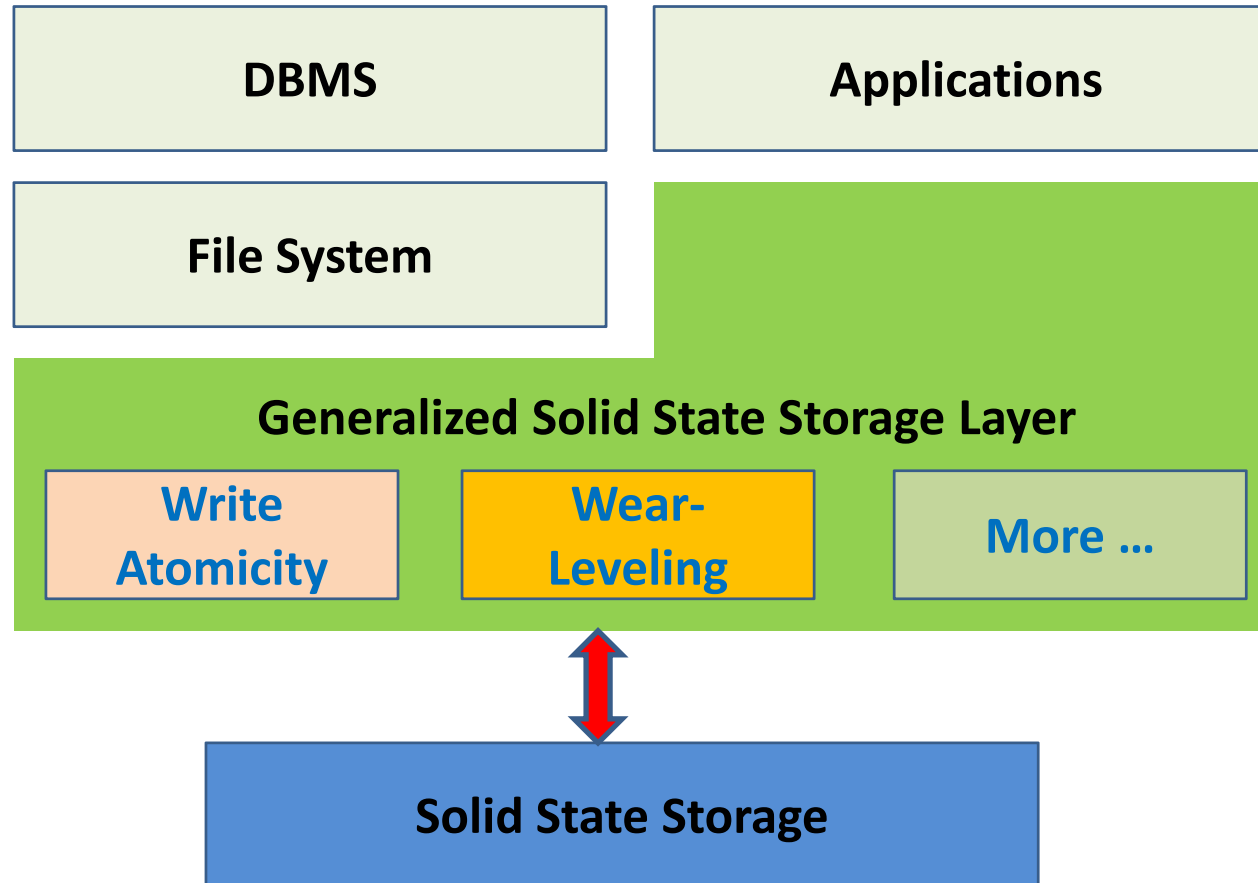 DBMS
Applications
File System
Generalized Solid State Storage Layer
Write
Atomicity
Wear-
Leveling
More …
Solid State Storage